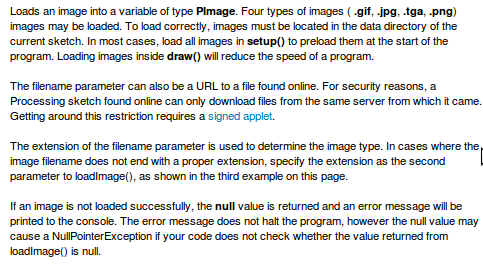 Loads an image into a variable of type PImage. Four types of images ( .gif, .jpg, .tga, .png)
images may be loaded. To load correctly, images must be located in the data directory of the
current sketch. In most cases, load all images in setup() to preload them at the start of the
program. Loading images inside draw() will reduce the speed of a program.
The filename parameter can also be a URL to a file found online. For security reasons, a
Processing sketch found online can only download files from the same server from which it came.
Getting around this restriction requires a signed applet.
The extension of the filename parameter is used to determine the image type. In cases where the
image filename does not end with a proper extension, specify the extension as the second
parameter to loadImage(), as shown in the third example on this page.
If an image is not loaded successfully, the null value is returned and an error message will be
printed to the console. The error message does not halt the program, however the null value may
cause a NullPointerException if your code does not check whether the value returned from
loadImage() is null.